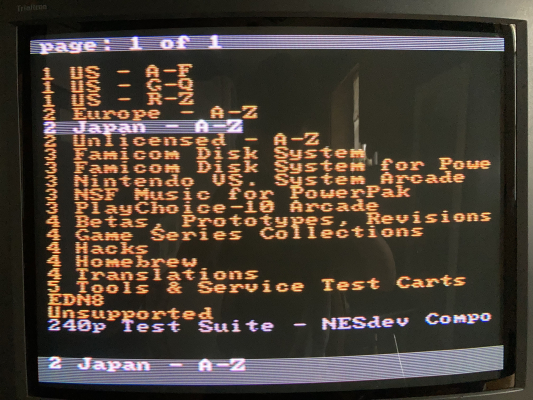 Trinitron
page: 1 of 1
1 US - A-F
1 US - G-Q
1 US - R-Z
2 Europe - A-Z
2 Japan - A-Z
2 Unlicensed - A-Z
3 Famicom Disk System
3 Famicom Disk System for Powe
3 Nintendo VS. System Arcade
3 NSF Music for PowerPak
3 PlayChoice-10 Arcade
4 Betas, Prototypes, Revisions
4 Game Series Collections
4 Hacks
4 Homebrew
4 Translations
5 Tools & Service Test Carts
EDN8
Unsupported
240p Test Suite - NESdev Compo
2 Japan - A-Z